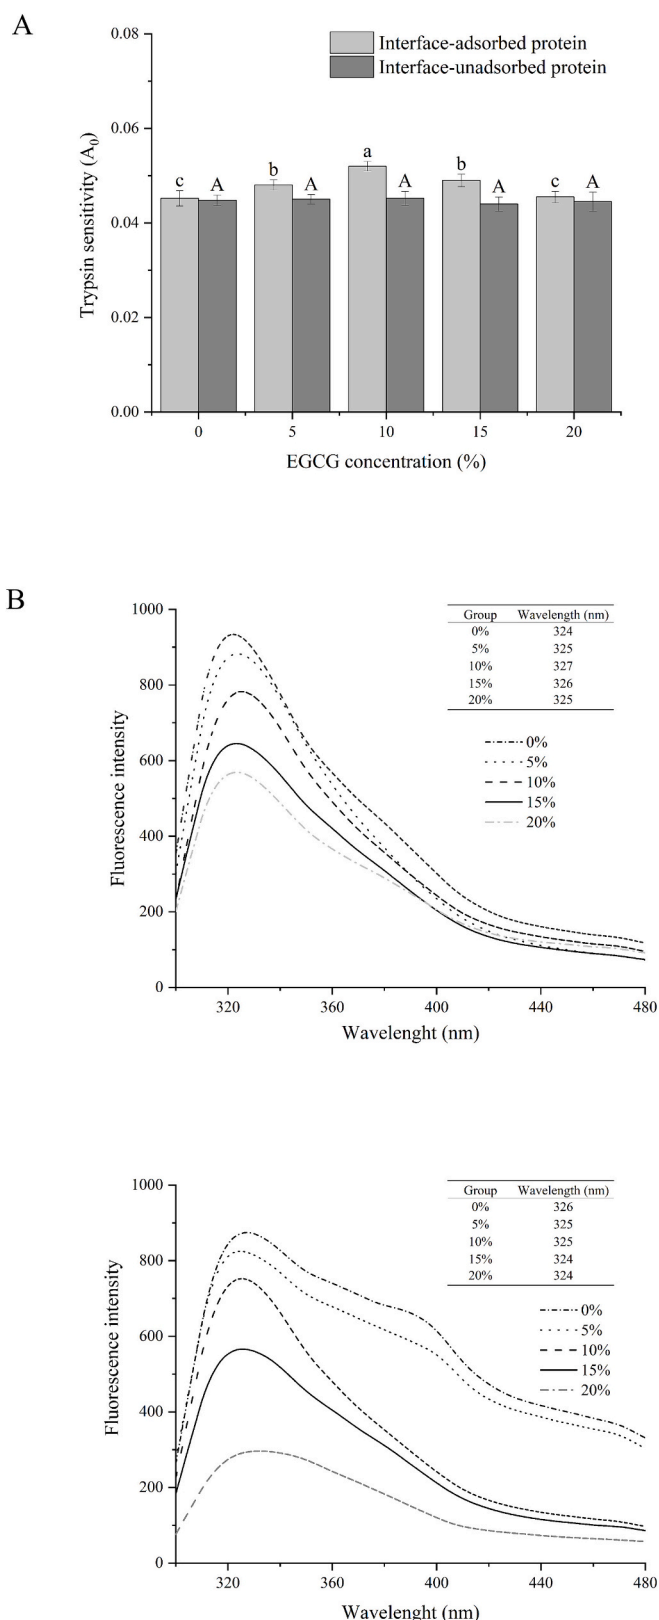 A
0.08
Interface-adsorbed protein
Interface-unadsorbed protein
0.06
0.04
0.02
0.00
Trypsin sensitivity (A0)
c A b A a A b A c A
0 5 10 15 20
EGCG concentration (%)
B
1000
800
600
400
200
0
Fluorescence intensity
Group Wavelength (nm)
0% 324
5% 325
10% 327
15% 326
20% 325
0%
5%
10%
15%
20%
320 360 400 440 480
Wavelenght (nm)
1000
800
600
400
200
0
Fluorescence intensity
Group Wavelength (nm)
0% 326
5% 325
10% 325
15% 324
20% 324
0%
5%
10%
15%
20%
320 360 400 440 480
Wavelenght (nm)